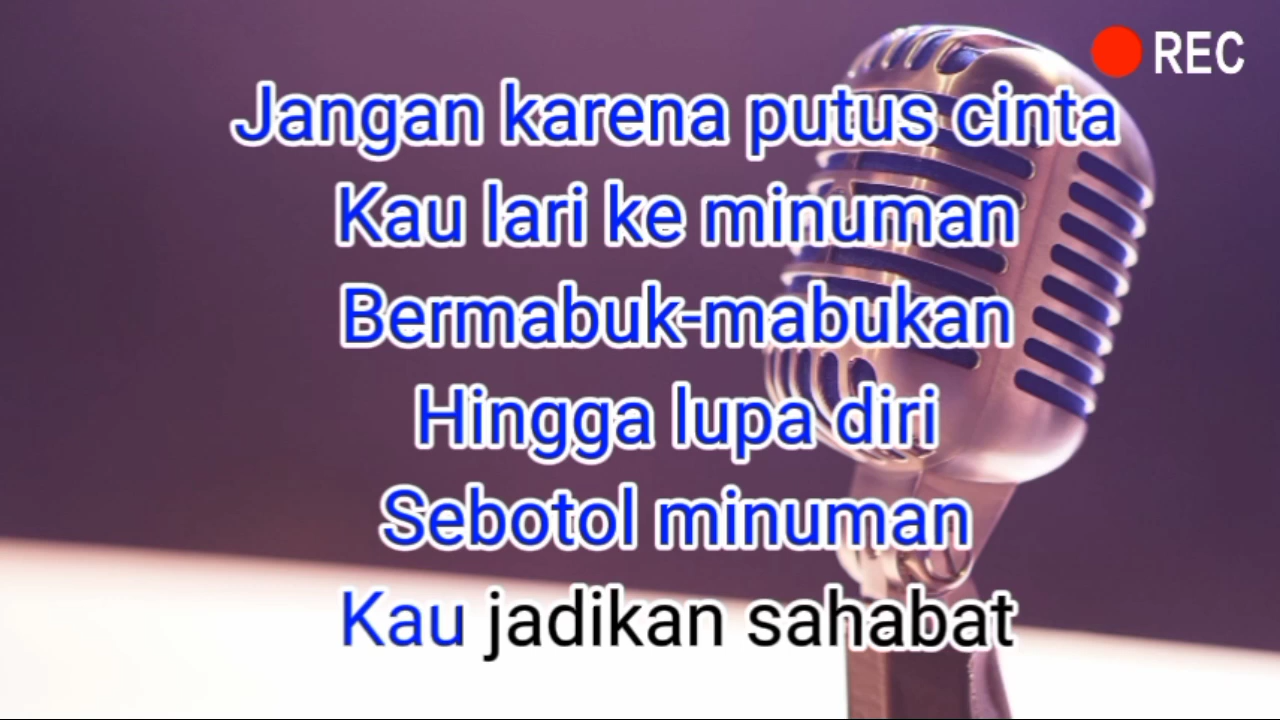 REC
Jangan karena putus cinta
Kau lari ke minuman
Bermabuk-mabukan
Hingga lupa diri
Sebotol minuman
Kau jadikan sahabat